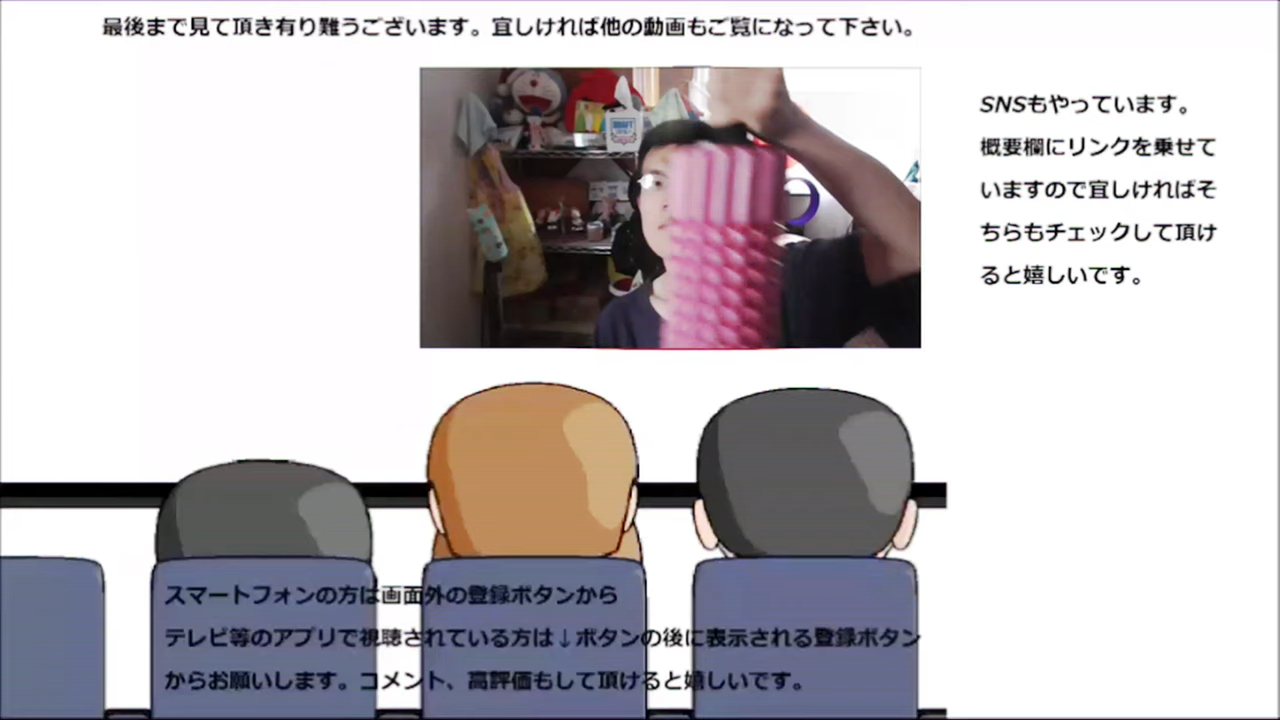 最後まで見て頂き有り難うございます。宜しければ他の動画もご覧になって下さい。
SNSもやっています。
概要欄にリンクを乗せて
いますので宜しければそ
ちらもチェックして頂け
ると嬉しいです。
スマートフォンの方は画面外の登録ボタンから
テレビ等のアプリで視聴されている方は↓ボタンの後に表示される登録ボタン
からお願いします。コメント、高評価もして頂けると嬉しいです。